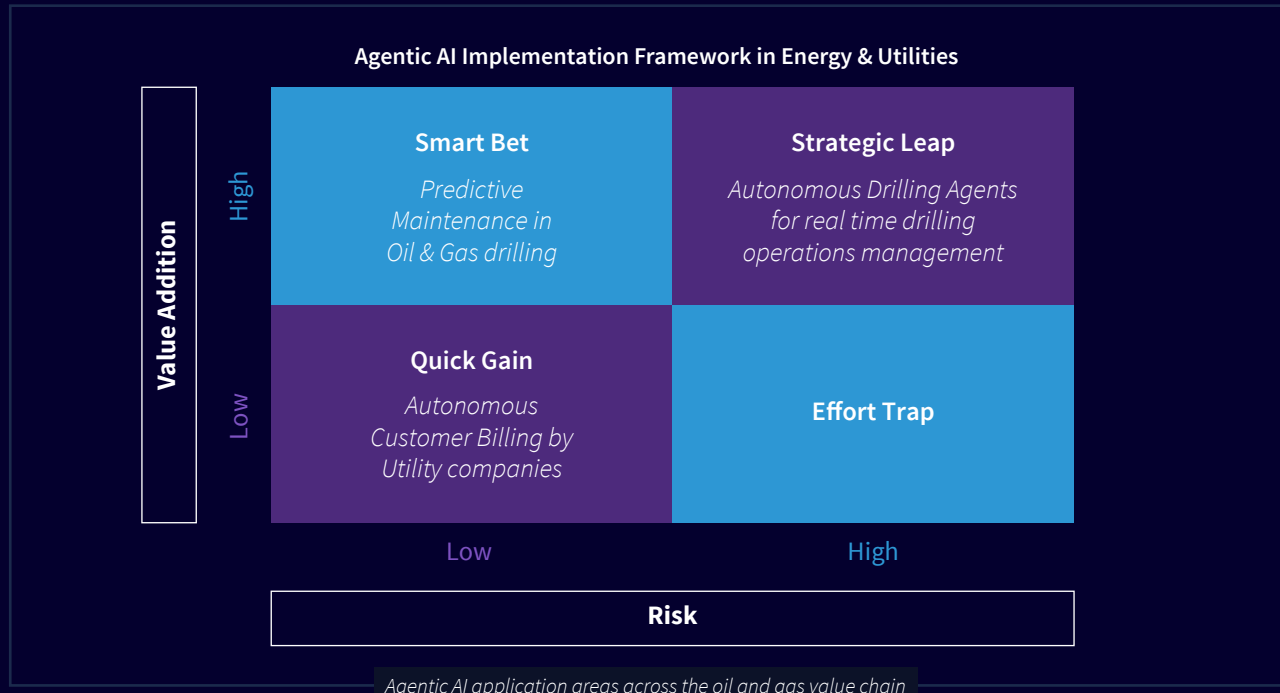 Agentic AI Implementation Framework in Energy & Utilities
Value Addition
High
Low
Smart Bet
Predictive
Maintenance in
Oil & Gas drilling
Strategic Leap
Autonomous Drilling Agents
for real time drilling
operations management
Quick Gain
Autonomous
Customer Billing by
Utility companies
Effort Trap
Low
High
Risk
Agentic AI application areas across the oil and gas value chain